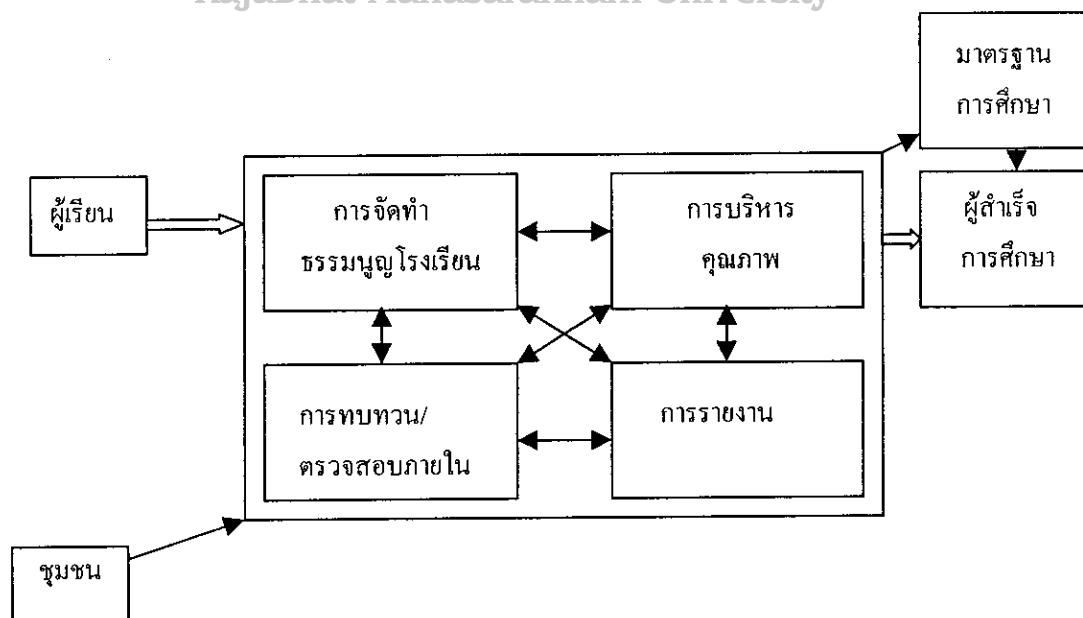 Rajabhat Mahasarakham University
มาตรฐาน
การศึกษา
ผู้เรียน
การจัดทำ
ธรรมนูญโรงเรียน
การบริหาร
คุณภาพ
ผู้สำเร็จ
การศึกษา
การทบทวน/
ตรวจสอบภายใน
การรายงาน
ชุมชน